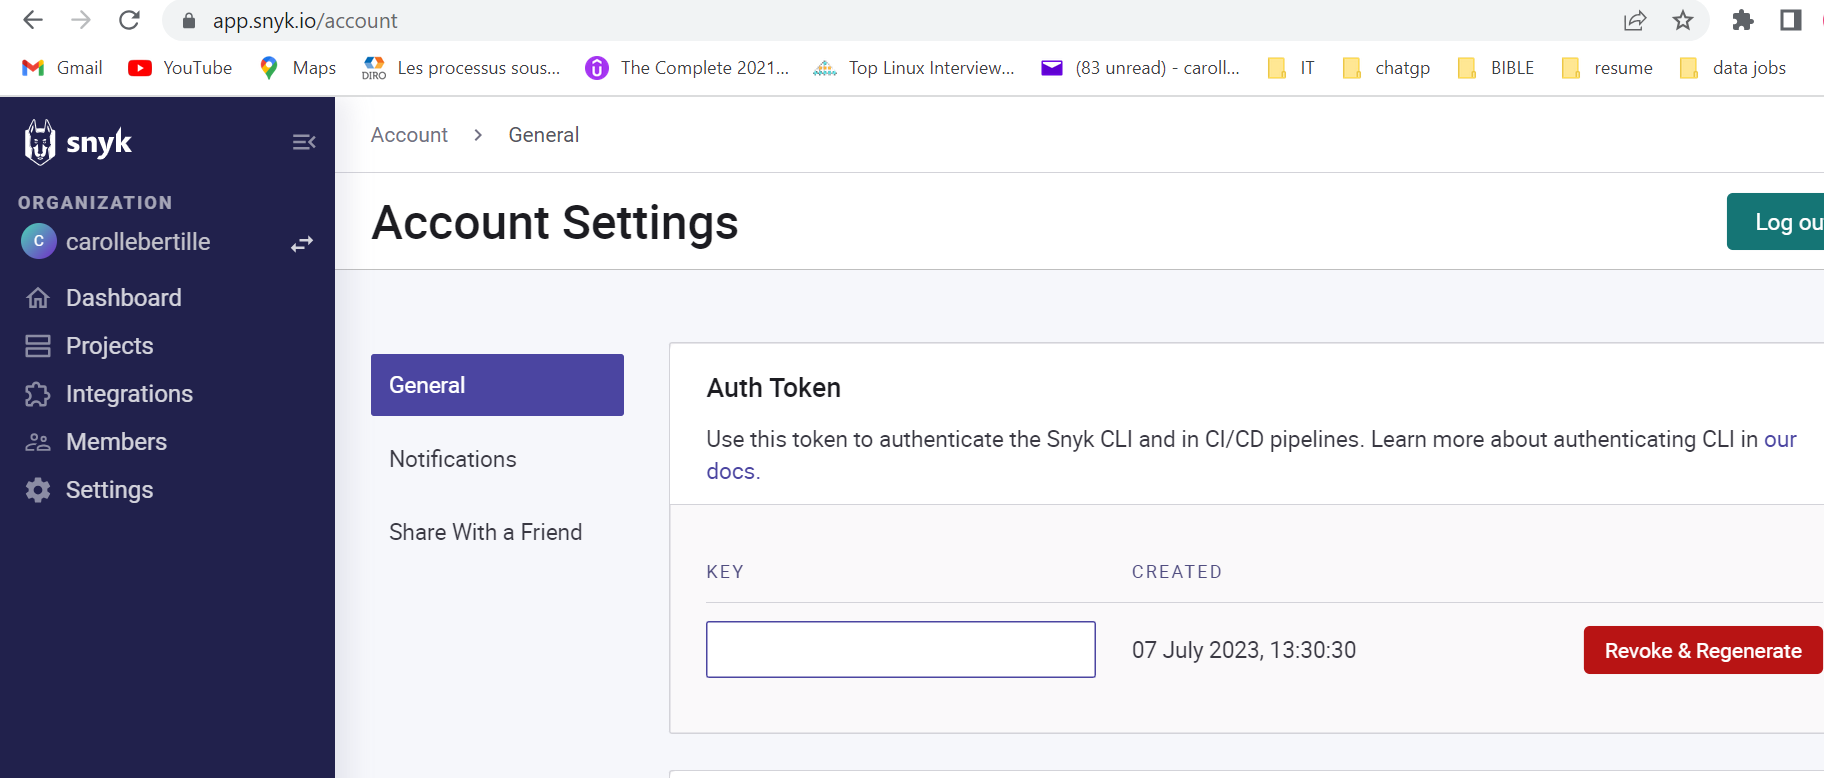 app.snyk.io/account
Gmail YouTube Maps DIRO Les processus sous... The Complete 2021... Top Linux Interview... (83 unread) - caroll... IT chatgp BIBLE resume data jobs
snyk
ORGANIZATION
C carollebertille
Dashboard
Projects
Integrations
Members
Settings
Account > General
Account Settings
Log ou
General
Notifications
Share With a Friend
Auth Token
Use this token to authenticate the Snyk CLI and in CI/CD pipelines. Learn more about authenticating CLI in our
docs.
KEY CREATED
07 July 2023, 13:30:30 Revoke & Regenerate